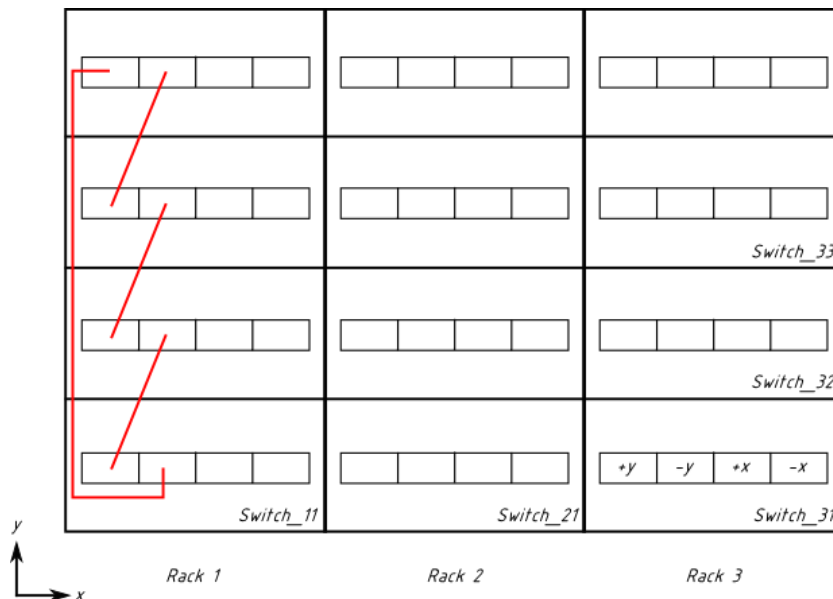 Switch_33
Switch_32
+y -y +x -x
Switch_11 Switch_21 Switch_31
y
Rack 1 Rack 2 Rack 3
x